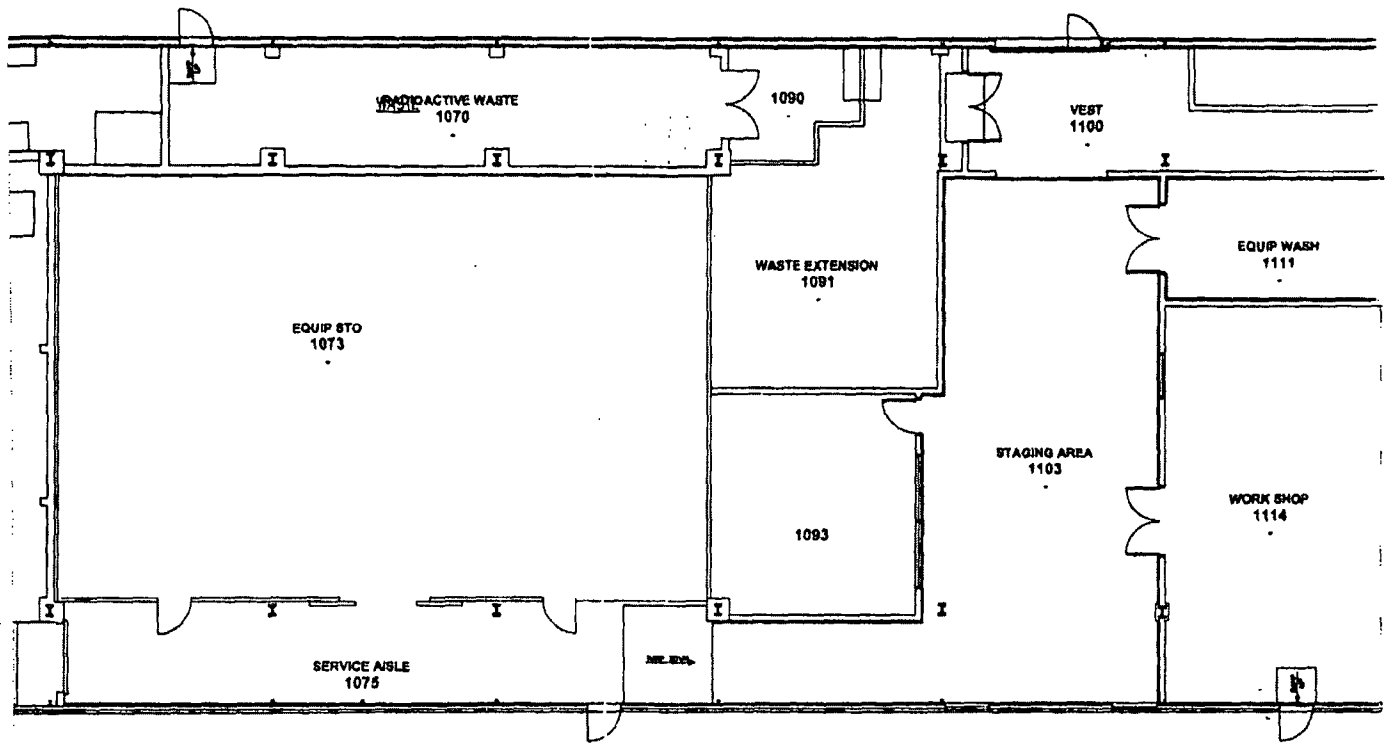 RADIOACTIVE WASTE
1070
1090
VEST
1100
WASTE EXTENSION
1091
EQUIP WASH
1111
EQUIP STO
1073
STAGING AREA
1103
WORK SHOP
1114
1093
SERVICE AISLE
1075